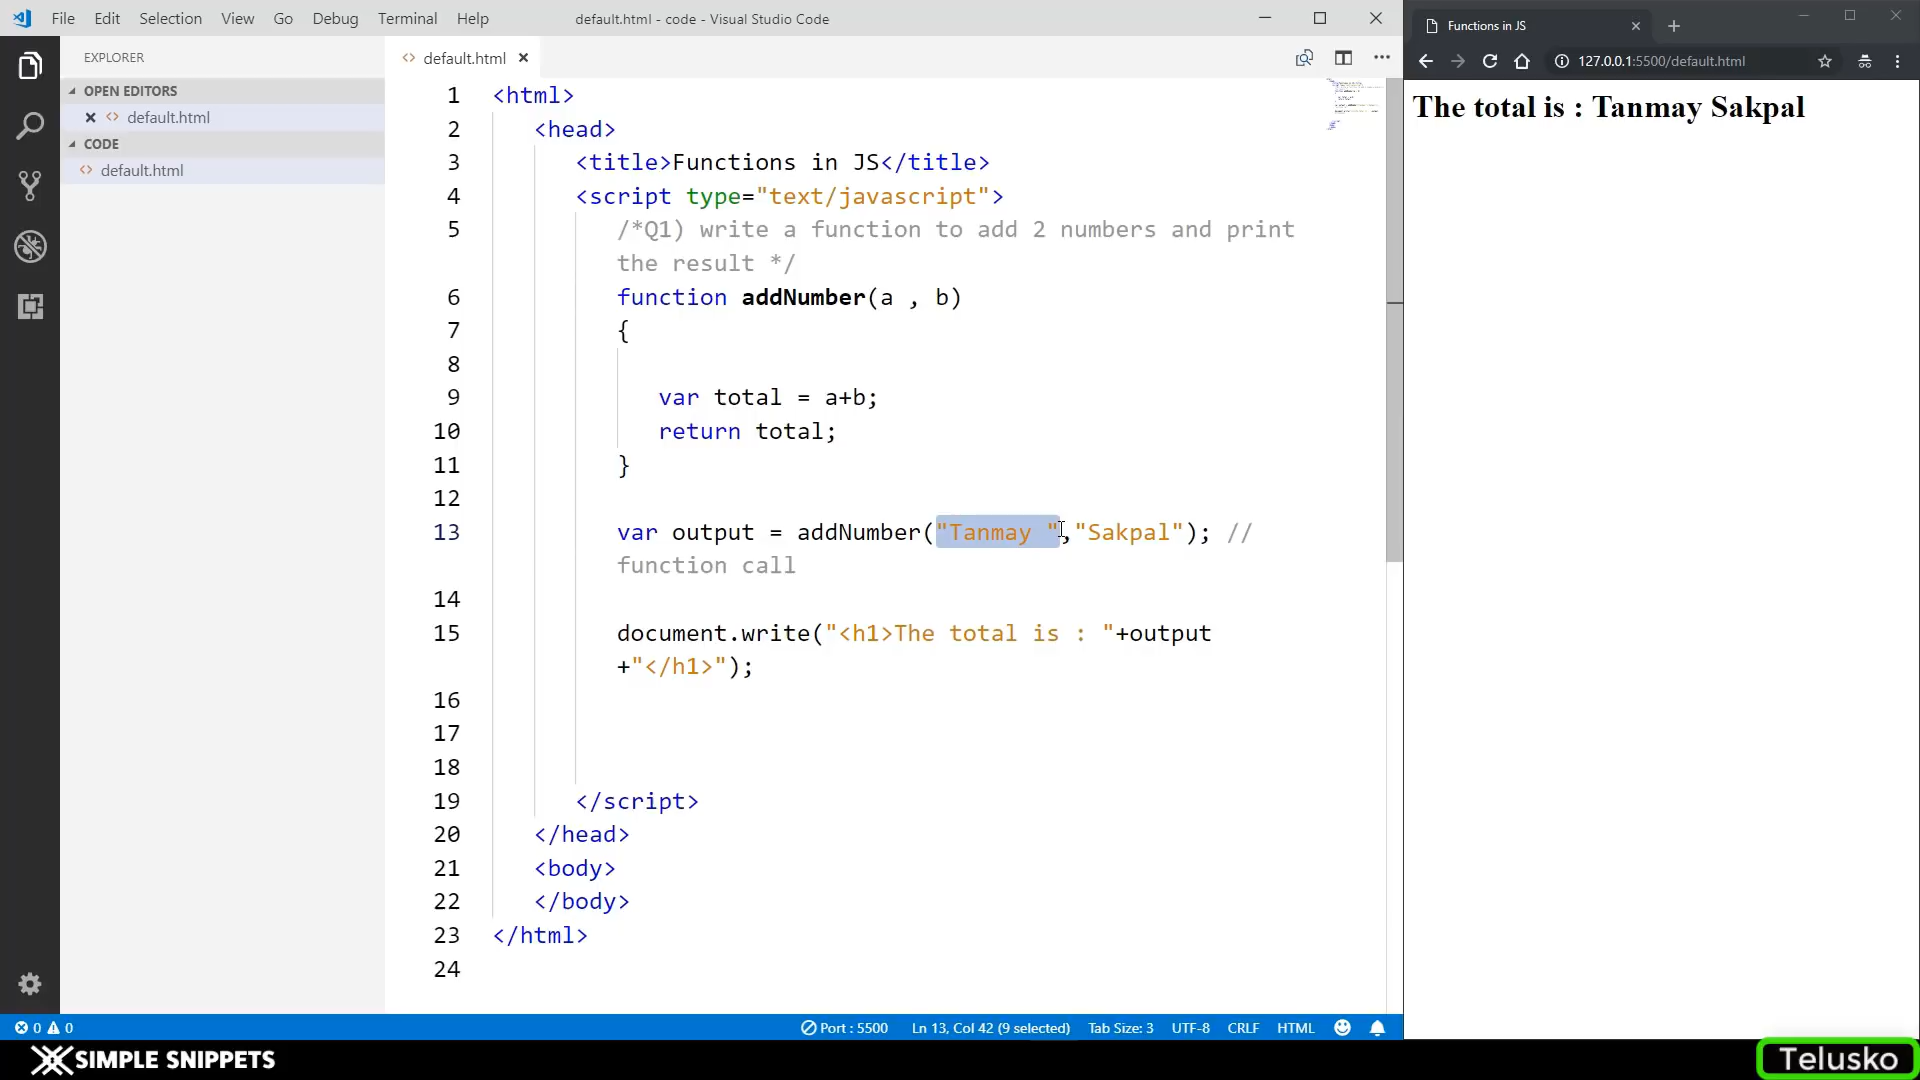 File Edit Selection View Go Debug Terminal Help
default.html - code - Visual Studio Code
EXPLORER
OPEN EDITORS
default.html
CODE
default.html
default.html
1 <html>
2 <head>
3 <title>Functions in JS</title>
4 <script type="text/javascript">
5 /*Q1) write a function to add 2 numbers and print
the result */
6 function addNumber(a , b)
7 {
8
9 var total = a+b;
10 return total;
11 }
12
13 var output = addNumber("Tanmay ","Sakpal"); //
function call
14
15 document.write("<h1>The total is : "+output
+"</h1>");
16
17
18
19 </script>
20 </head>
21 <body>
22 </body>
23 </html>
24
0 0
Port : 5500 Ln 13, Col 42 (9 selected) Tab Size: 3 UTF-8 CRLF HTML
Functions in JS
127.0.0.1:5500/default.html
The total is : Tanmay Sakpal
SIMPLE SNIPPETS
Telusko